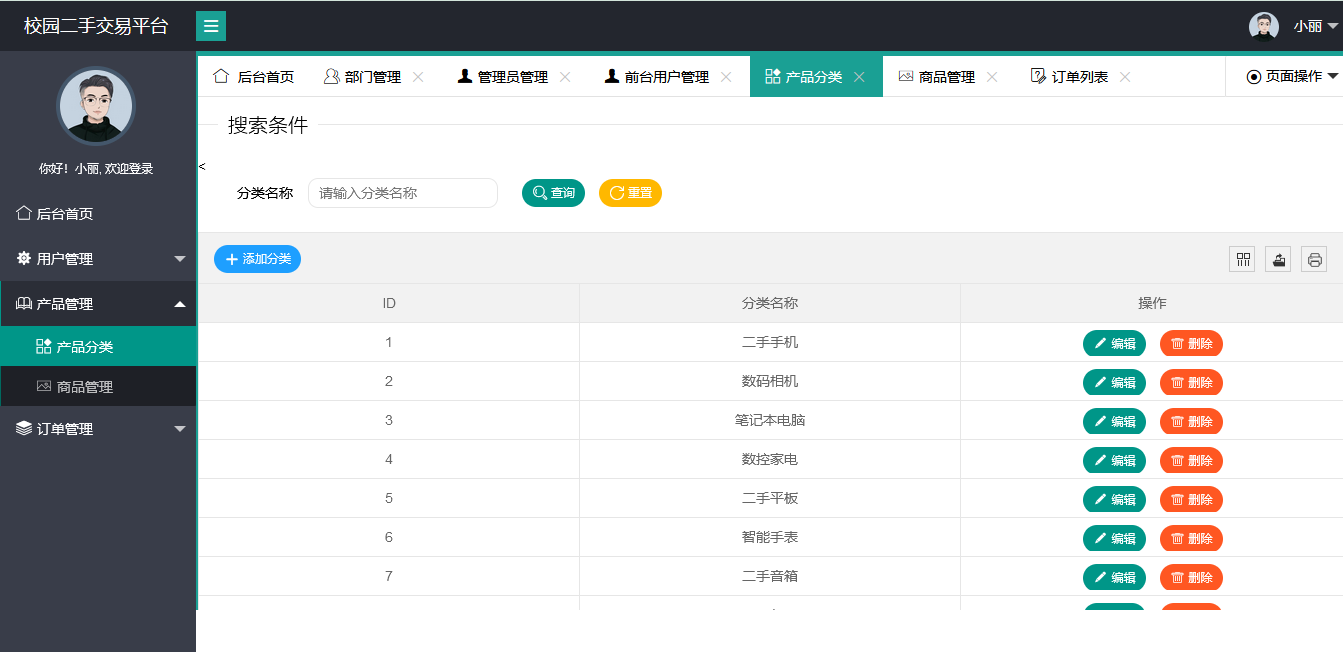 校园二手交易平台
小丽
你好！小丽, 欢迎登录
后台首页
用户管理
产品管理
产品分类
商品管理
订单管理
后台首页 部门管理 管理员管理 前台用户管理 产品分类 商品管理 订单列表 页面操作
搜索条件
<
分类名称 请输入分类名称 查询 重置
添加分类
ID 分类名称 操作
1 二手手机 编辑 删除
2 数码相机 编辑 删除
3 笔记本电脑 编辑 删除
4 数控家电 编辑 删除
5 二手平板 编辑 删除
6 智能手表 编辑 删除
7 二手音箱 编辑 删除